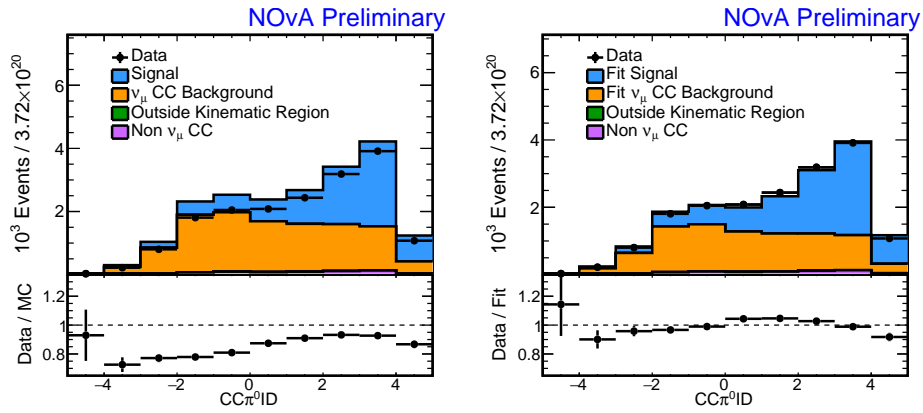 NOvA Preliminary
Data
Signal
νμ CC Background
Outside Kinematic Region
Non νμ CC
10³ Events / 3.72×10²⁰
6
4
2
0
Data / MC
1.2
1
0.8
−4 −2 0 2 4
CCπ⁰ID
NOvA Preliminary
Data
Fit Signal
Fit νμ CC Background
Outside Kinematic Region
Non νμ CC
10³ Events / 3.72×10²⁰
6
4
2
0
Data / Fit
1.2
1
0.8
−4 −2 0 2 4
CCπ⁰ID